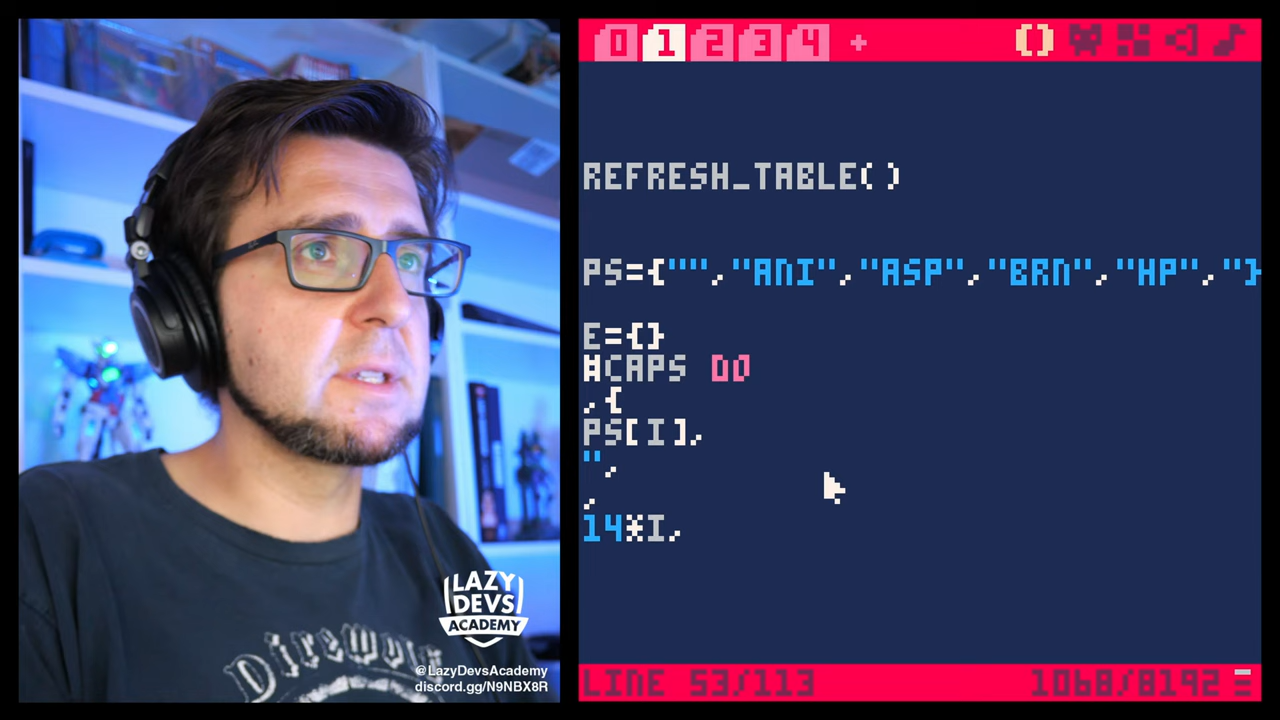 Direwolf
LAZY
DEVS
ACADEMY
@LazyDevsAcademy
discord.gg/N9NBX8R
0 1 2 3 4 +
REFRESH_TABLE()
PS={"","ANI","ASP","BRN","HP","}
E={}
#CAPS DO
,{
PS[I],
",
,
14*I,
LINE 53/113
1068/8192